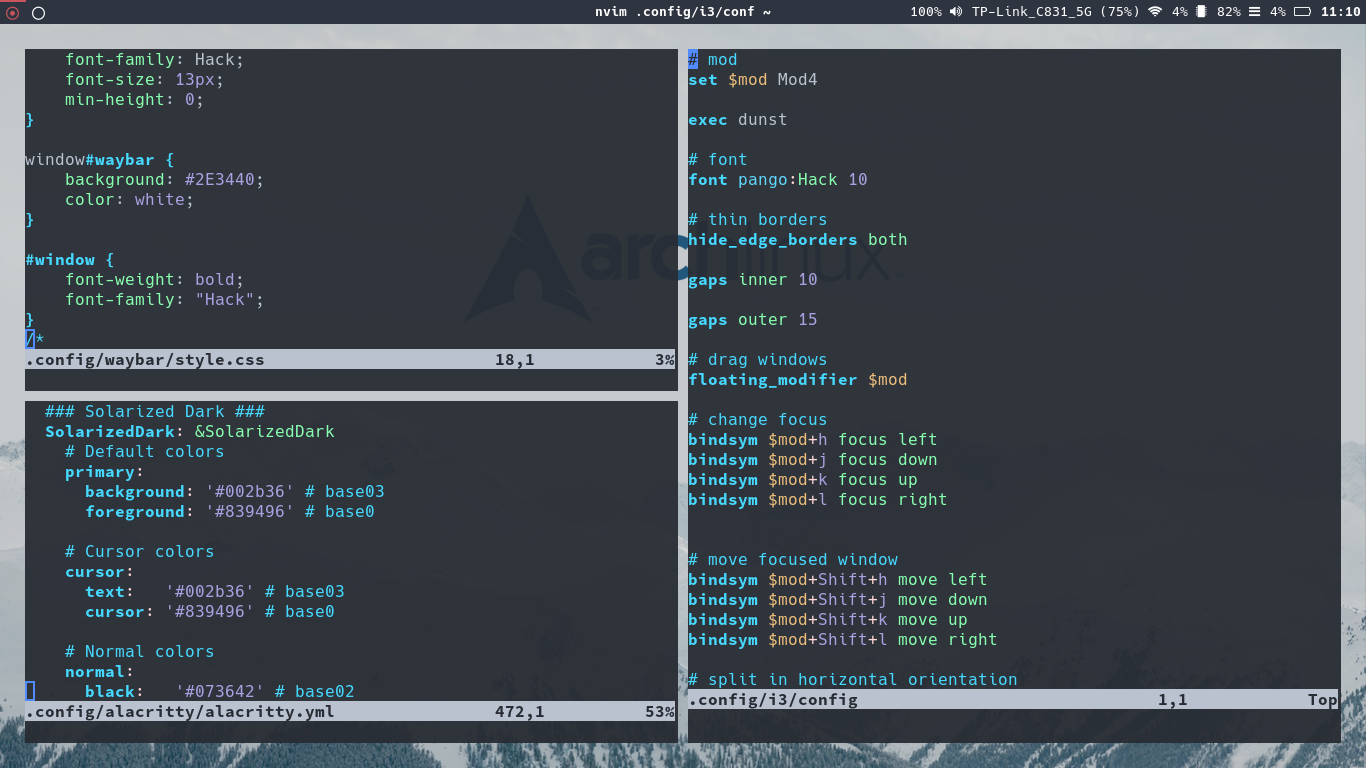 nvim .config/i3/conf ~
100% TP-Link_C831_5G (75%) 4% 82% 4% 11:10
    font-family: Hack;
    font-size: 13px;
    min-height: 0;
}

window#waybar {
    background: #2E3440;
    color: white;
}

#window {
    font-weight: bold;
    font-family: "Hack";
}
/*
.config/waybar/style.css 18,1 3%
  ### Solarized Dark ###
  SolarizedDark: &SolarizedDark
    # Default colors
    primary:
      background: '#002b36' # base03
      foreground: '#839496' # base0

    # Cursor colors
    cursor:
      text:   '#002b36' # base03
      cursor: '#839496' # base0

    # Normal colors
    normal:
      black:   '#073642' # base02
.config/alacritty/alacritty.yml 472,1 53%
# mod
set $mod Mod4

exec dunst

# font
font pango:Hack 10

# thin borders
hide_edge_borders both

gaps inner 10

gaps outer 15

# drag windows
floating_modifier $mod

# change focus
bindsym $mod+h focus left
bindsym $mod+j focus down
bindsym $mod+k focus up
bindsym $mod+l focus right


# move focused window
bindsym $mod+Shift+h move left
bindsym $mod+Shift+j move down
bindsym $mod+Shift+k move up
bindsym $mod+Shift+l move right

# split in horizontal orientation
.config/i3/config 1,1 Top
arch linux